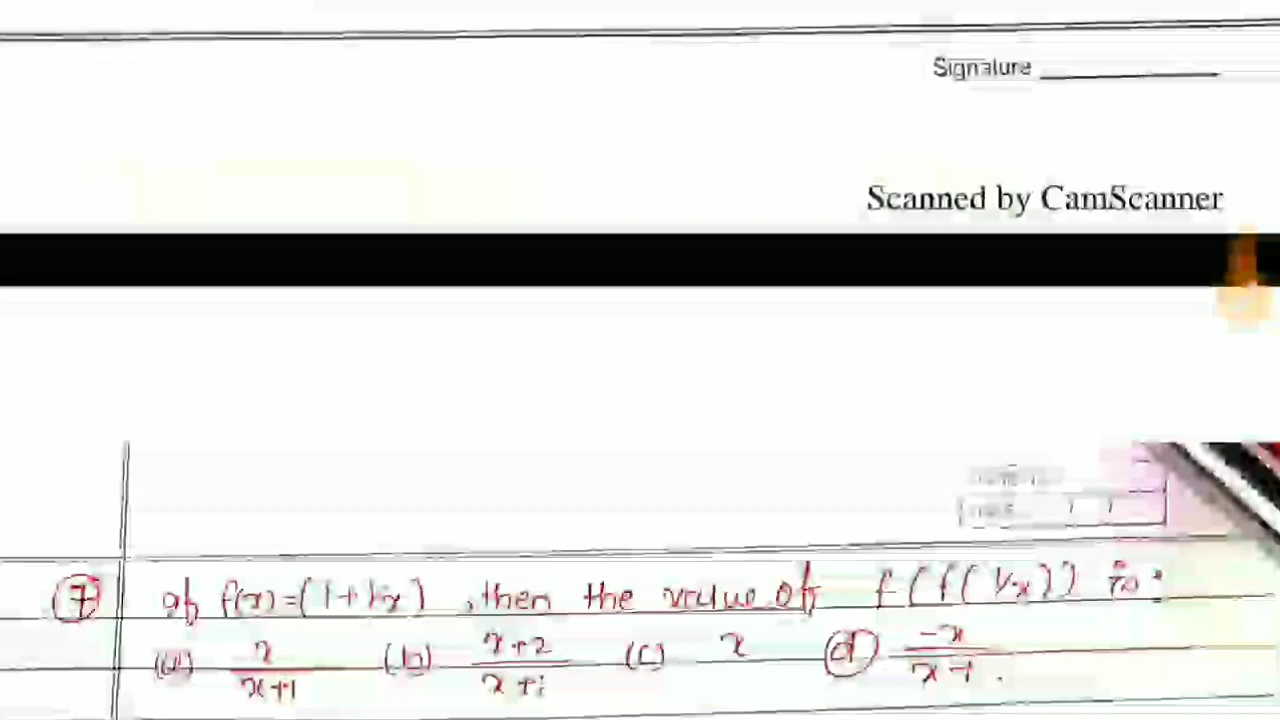 Signature
Scanned by CamScanner
⑦ If f(x)=(1+1/x) , then the value of f(f(1/x)) is :
(a) x/x+1 (b) x+2/x+1 (c) x (d) -x/x-1 .